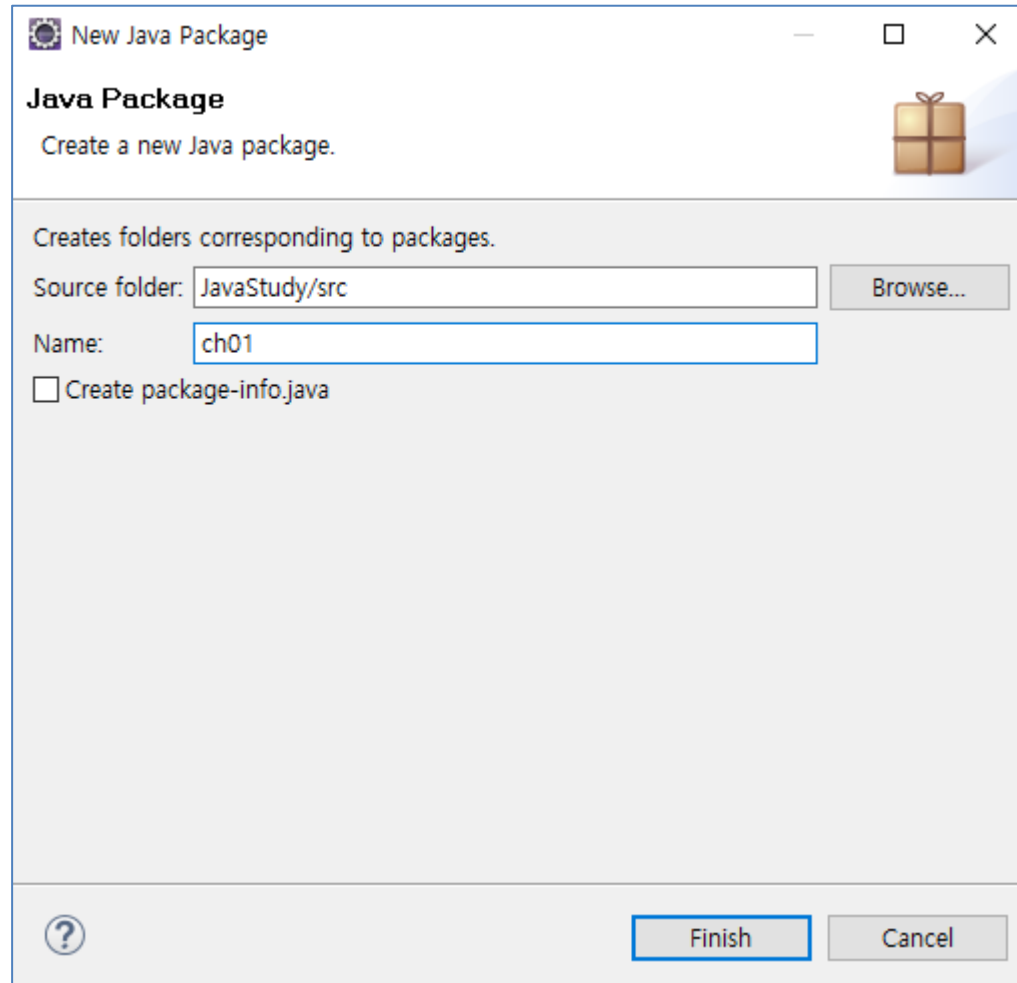 New Java Package
Java Package
Create a new Java package.
Creates folders corresponding to packages.
Source folder: JavaStudy/src Browse...
Name: ch01
Create package-info.java
? Finish Cancel